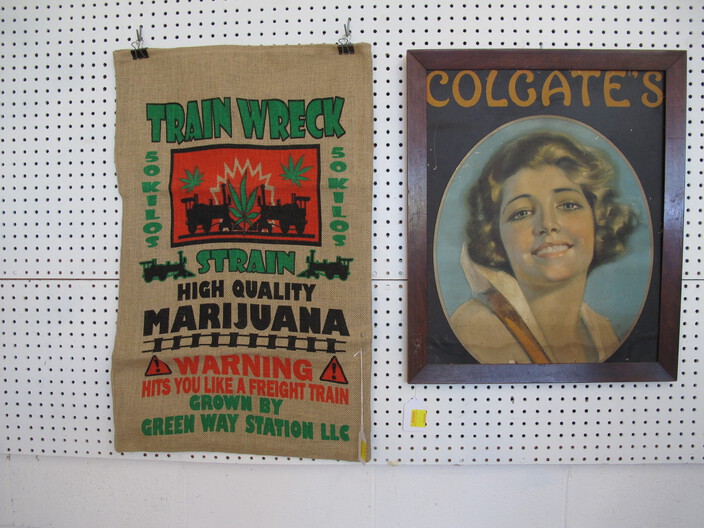 TRAIN WRECK
50 KILOS
50 KILOS
STRAIN
HIGH QUALITY
MARIJUANA
WARNING
HITS YOU LIKE A FREIGHT TRAIN
GROWN BY
GREEN WAY STATION LLC
COLGATE'S